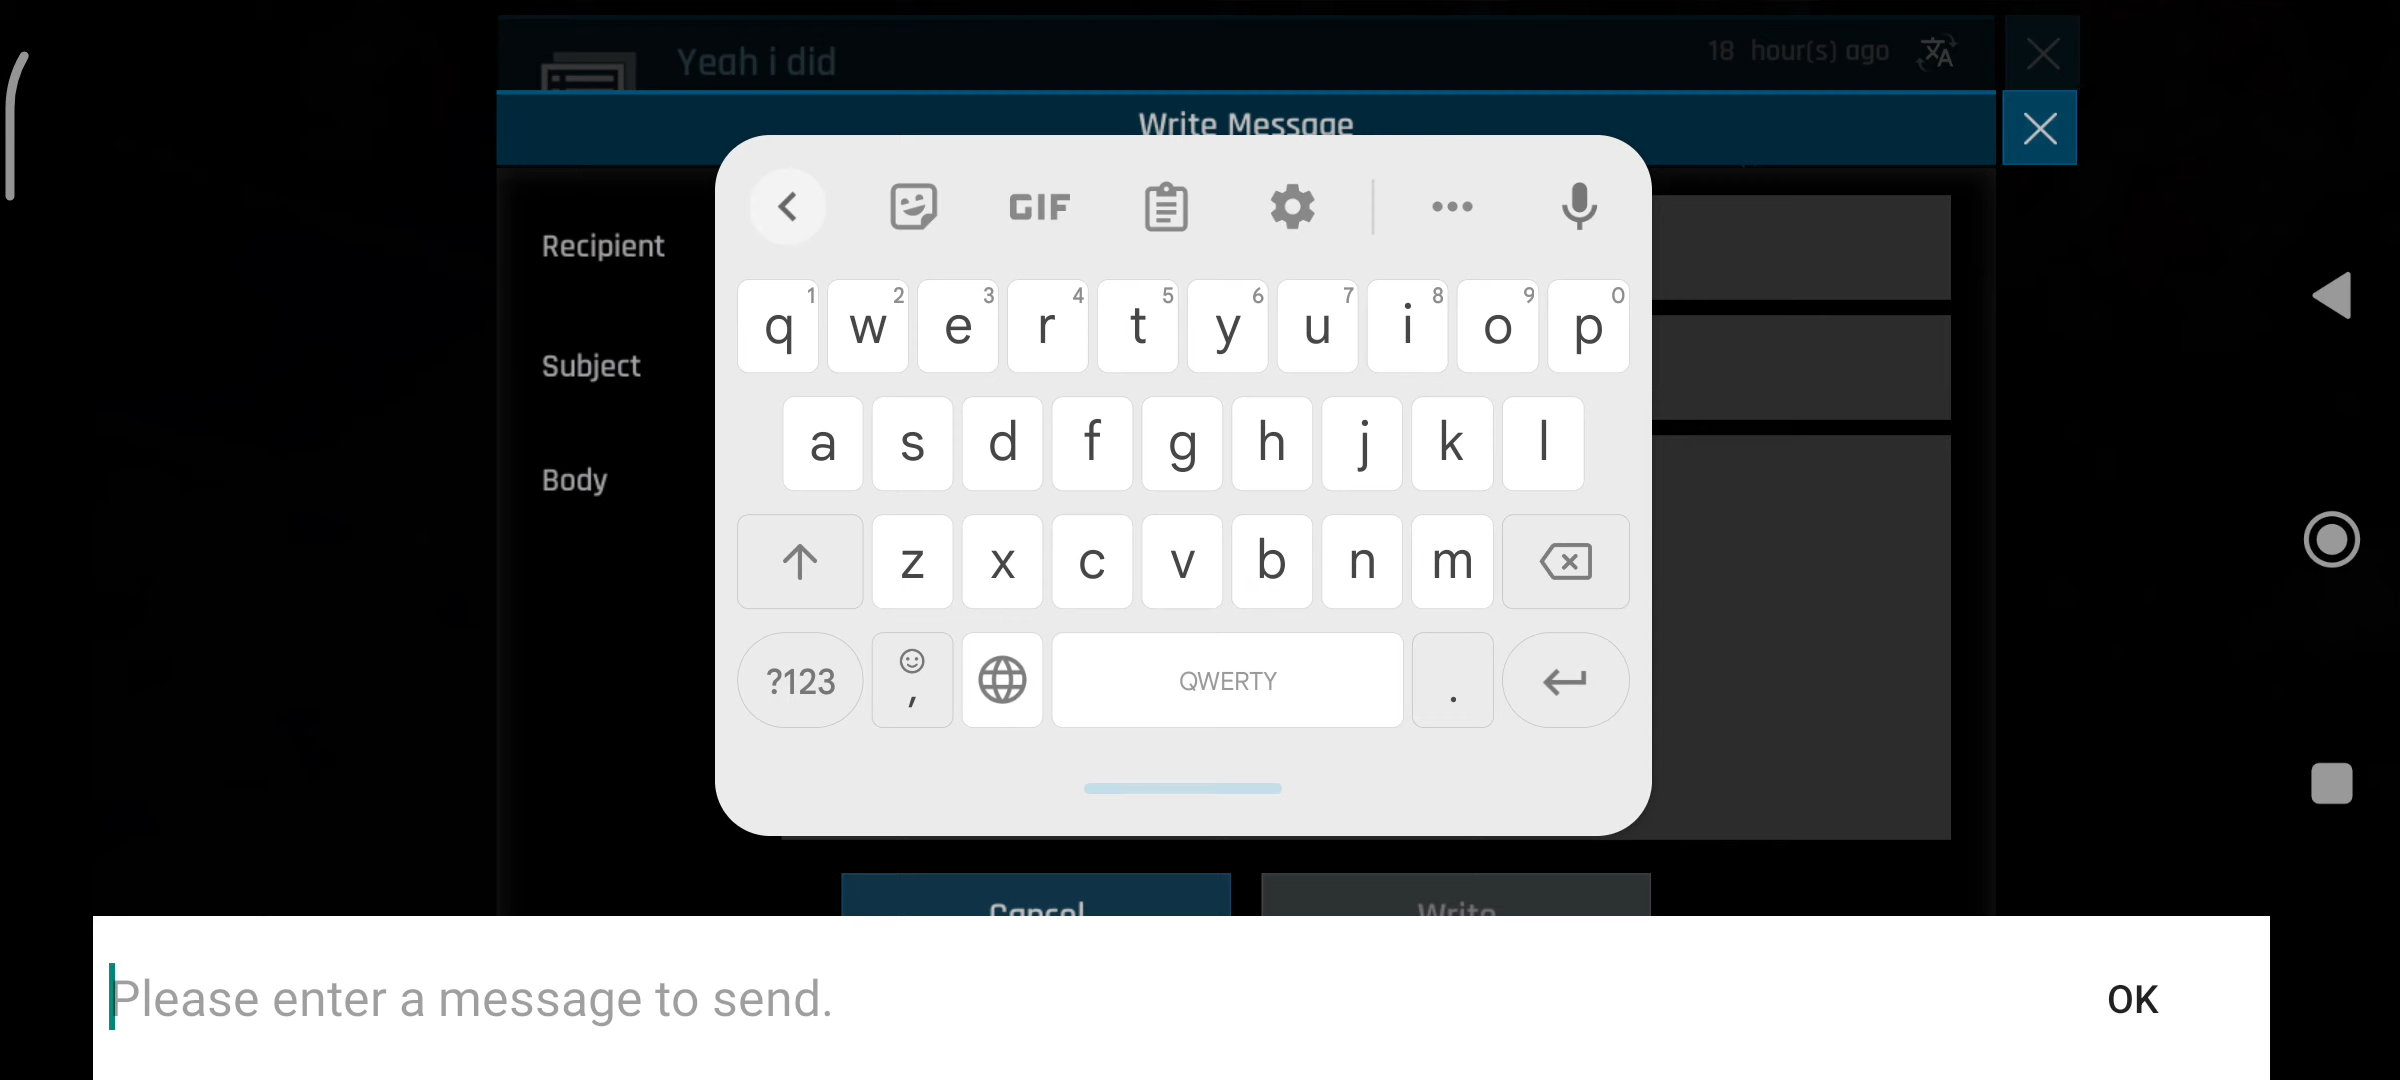 Yeah i did
18 hour(s) ago
Write Message
Recipient
Subject
Body
GIF
q 1 w 2 e 3 r 4 t 5 y 6 u 7 i 8 o 9 p 0
a s d f g h j k l
z x c v b n m
?123 , QWERTY .
Cancel Write
Please enter a message to send. OK